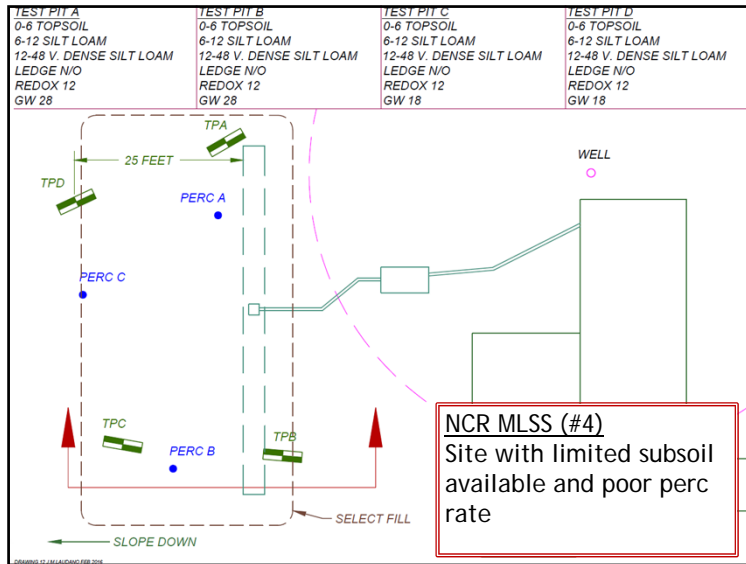 TEST PIT A
0-6 TOPSOIL
6-12 SILT LOAM
12-48 V. DENSE SILT LOAM
LEDGE N/O
REDOX 12
GW 28
TEST PIT B
0-6 TOPSOIL
6-12 SILT LOAM
12-48 V. DENSE SILT LOAM
LEDGE N/O
REDOX 12
GW 28
TEST PIT C
0-6 TOPSOIL
6-12 SILT LOAM
12-48 V. DENSE SILT LOAM
LEDGE N/O
REDOX 12
GW 18
TEST PIT D
0-6 TOPSOIL
6-12 SILT LOAM
12-48 V. DENSE SILT LOAM
LEDGE N/O
REDOX 12
GW 18
TPA
25 FEET
WELL
TPD
PERC A
PERC C
TPC
TPB
PERC B
NCR MLSS (#4)
Site with limited subsoil
available and poor perc
rate
SELECT FILL
SLOPE DOWN
DRAWING 12 J M LAUDANO FEB 2016